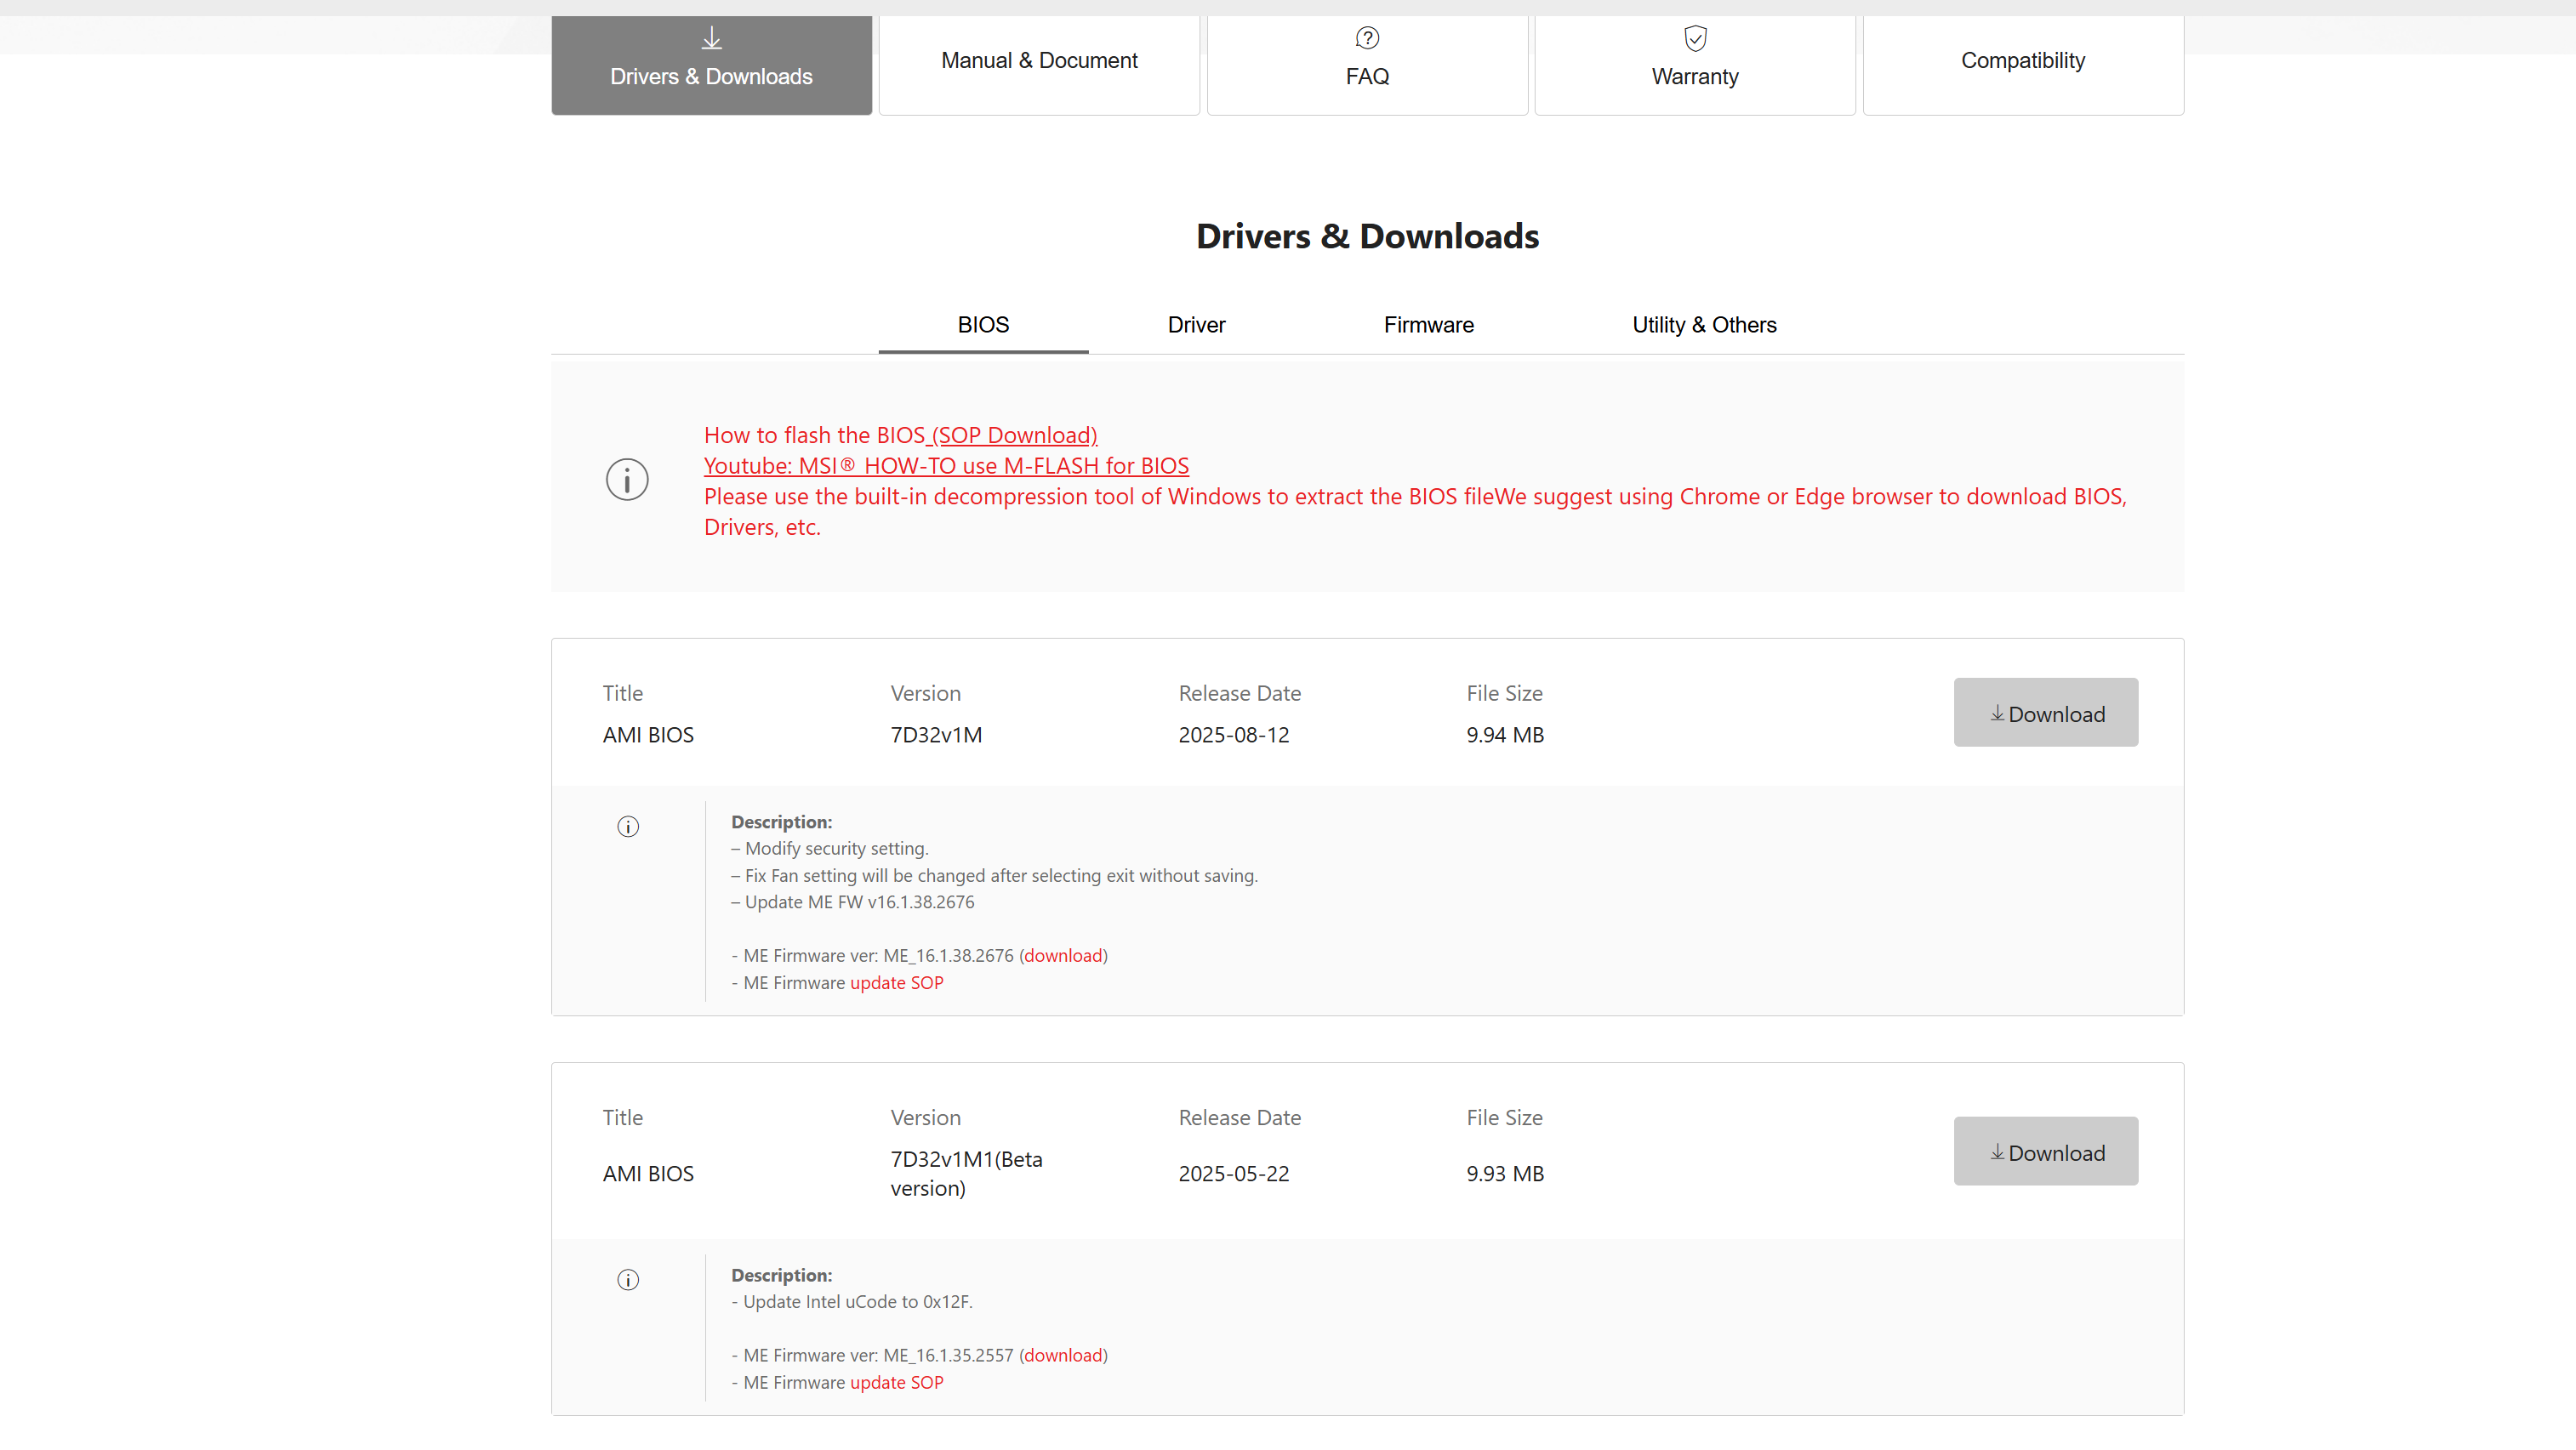 Drivers & Downloads
Manual & Document
FAQ
Warranty
Compatibility
Drivers & Downloads
BIOS
Driver
Firmware
Utility & Others
How to flash the BIOS (SOP Download)
Youtube: MSI® HOW-TO use M-FLASH for BIOS
Please use the built-in decompression tool of Windows to extract the BIOS fileWe suggest using Chrome or Edge browser to download BIOS,
Drivers, etc.
Title
Version
Release Date
File Size
AMI BIOS
7D32v1M
2025-08-12
9.94 MB
Download
Description:
– Modify security setting.
– Fix Fan setting will be changed after selecting exit without saving.
– Update ME FW v16.1.38.2676
- ME Firmware ver: ME_16.1.38.2676 (download)
- ME Firmware update SOP
Title
Version
Release Date
File Size
AMI BIOS
7D32v1M1(Beta
version)
2025-05-22
9.93 MB
Download
Description:
- Update Intel uCode to 0x12F.
- ME Firmware ver: ME_16.1.35.2557 (download)
- ME Firmware update SOP